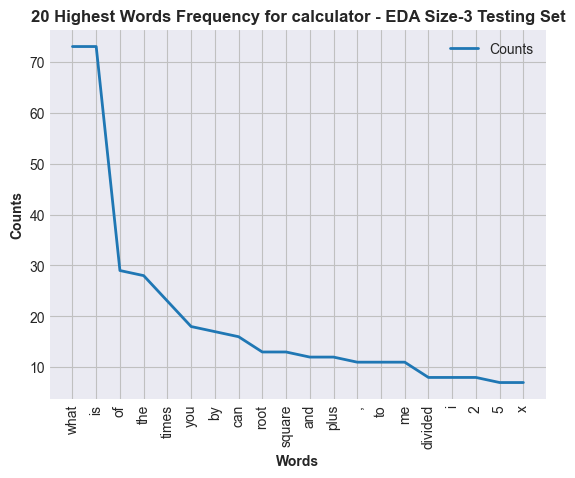 20 Highest Words Frequency for calculator - EDA Size-3 Testing Set
Counts
70
60
50
40
30
20
10
Counts
what
is
of
the
times
you
by
can
root
square
and
plus
,
to
me
divided
i
2
5
x
Words